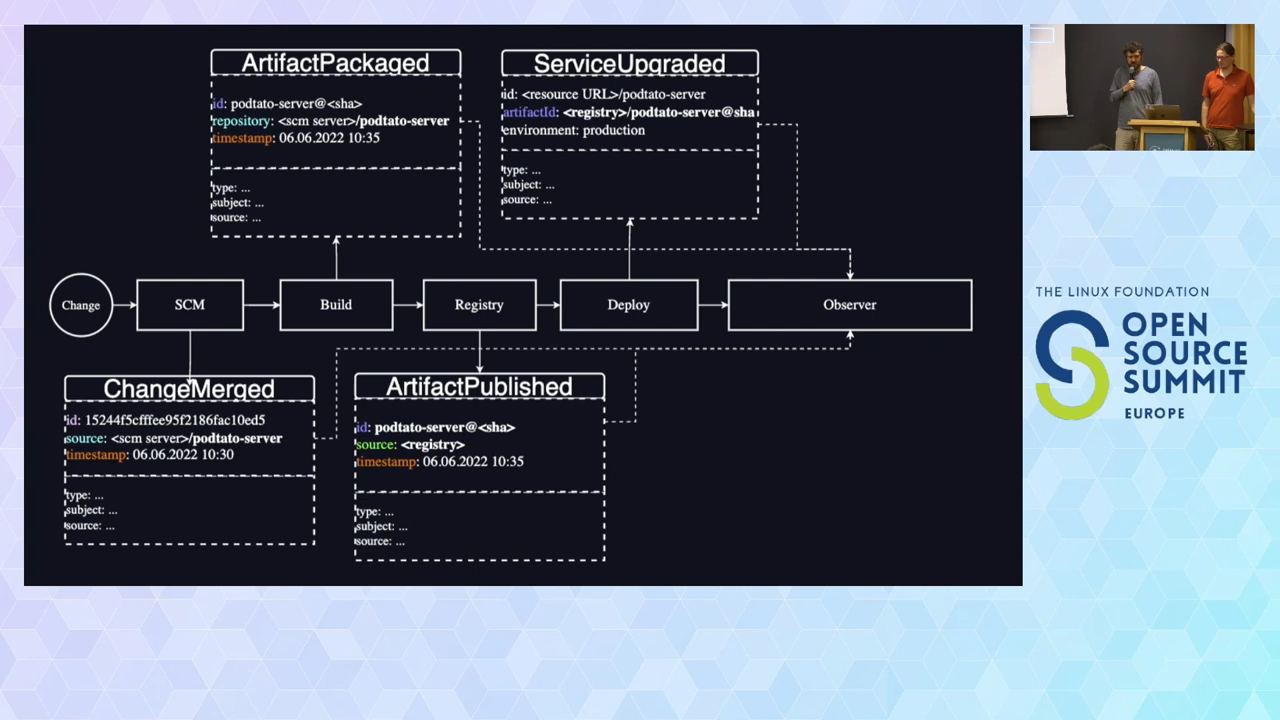 ArtifactPackaged
id: podtato-server@<sha>
repository: <scm server>/podtato-server
timestamp: 06.06.2022 10:35
type: ...
subject: ...
source: ...
ServiceUpgraded
id: <resource URL>/podtato-server
artifactId: <registry>/podtato-server@sha
environment: production
type: ...
subject: ...
source: ...
Change
SCM
Build
Registry
Deploy
Observer
ChangeMerged
id: 15244f5cfffee95f2186fac10ed5
source: <scm server>/podtato-server
timestamp: 06.06.2022 10:30
type: ...
subject: ...
source: ...
ArtifactPublished
id: podtato-server@<sha>
source: <registry>
timestamp: 06.06.2022 10:35
type: ...
subject: ...
source: ...
THE LINUX FOUNDATION
OPEN
SOURCE
SUMMIT
EUROPE